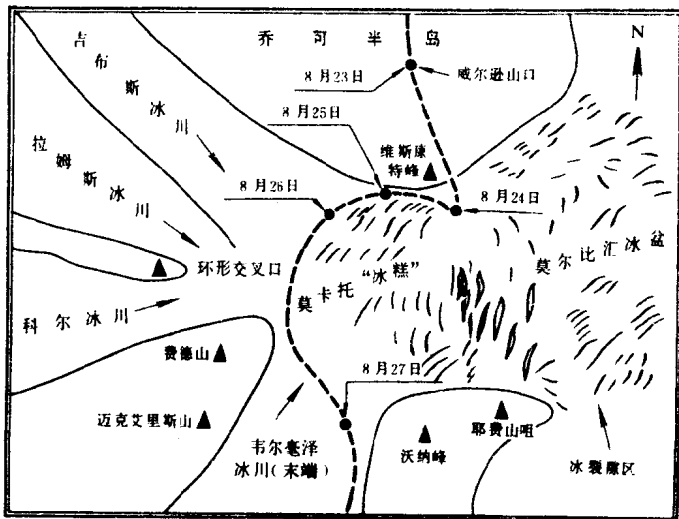 乔可半岛
N
8月23日
威尔逊山口
吉布斯冰川
8月25日
拉姆斯冰川
维斯康
特峰
8月26日
8月24日
莫尔比汇冰盆
环形交叉口
莫卡托“冰糕”
科尔冰川
费德山
8月27日
迈克艾里斯山
韦尔毫泽
冰川(末端)
沃纳峰
耶费山咀
冰裂隙区